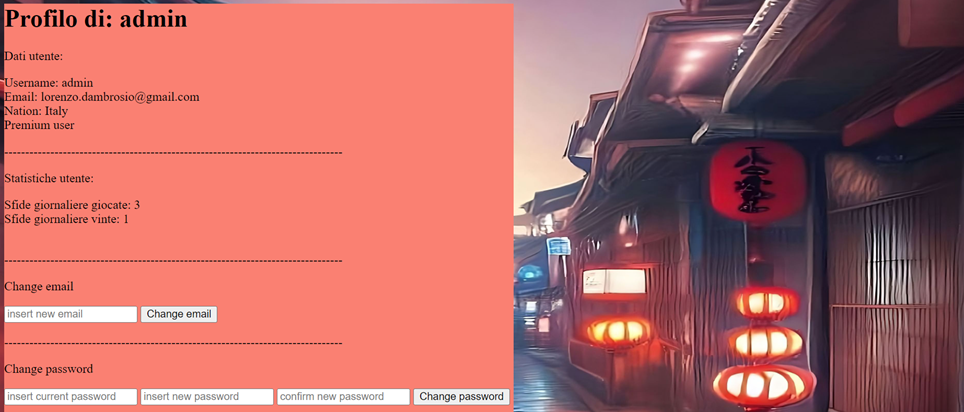 Profilo di: admin
Dati utente:
Username: admin
Email: lorenzo.dambrosio@gmail.com
Nation: Italy
Premium user
--------------------------------------------------------------------------------
Statistiche utente:
Sfide giornaliere giocate: 3
Sfide giornaliere vinte: 1
--------------------------------------------------------------------------------
Change email
insert new email Change email
--------------------------------------------------------------------------------
Change password
insert current password insert new password confirm new password Change password